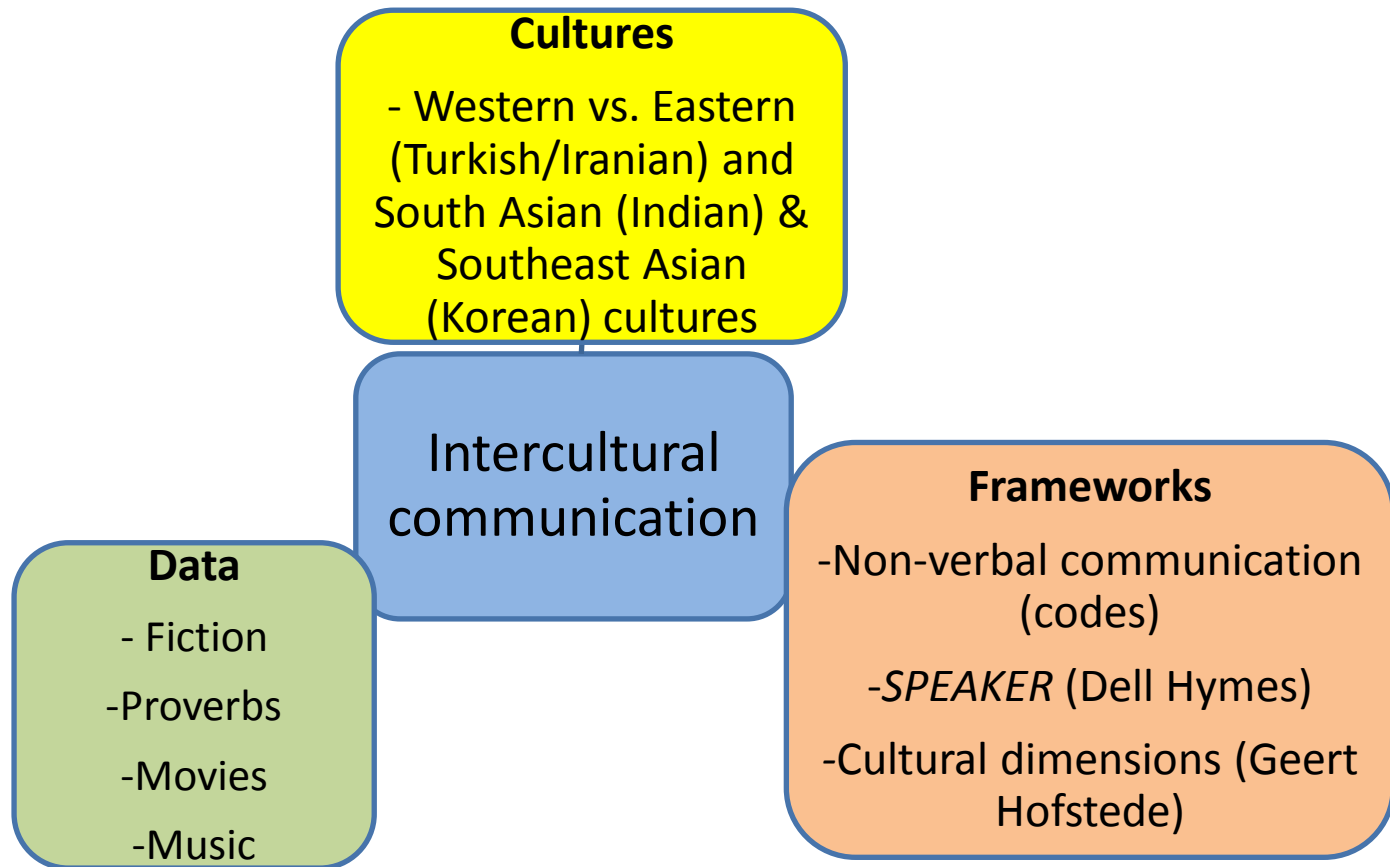 Cultures
- Western vs. Eastern
(Turkish/Iranian) and
South Asian (Indian) &
Southeast Asian
(Korean) cultures
Intercultural
communication
Data
- Fiction
-Proverbs
-Movies
-Music
Frameworks
-Non-verbal communication
(codes)
-SPEAKER (Dell Hymes)
-Cultural dimensions (Geert
Hofstede)